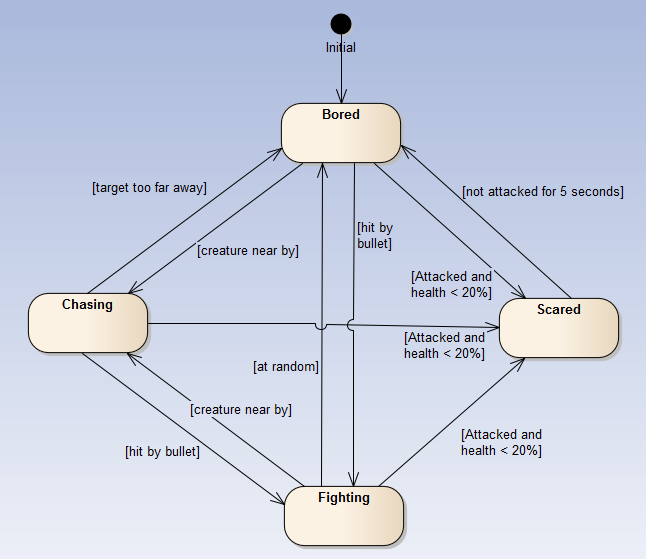 Initial
Bored
[target too far away]
[not attacked for 5 seconds]
[hit by
bullet]
[creature near by]
[Attacked and
health < 20%]
Chasing
Scared
[Attacked and
health < 20%]
[at random]
[creature near by]
[Attacked and
health < 20%]
[hit by bullet]
Fighting